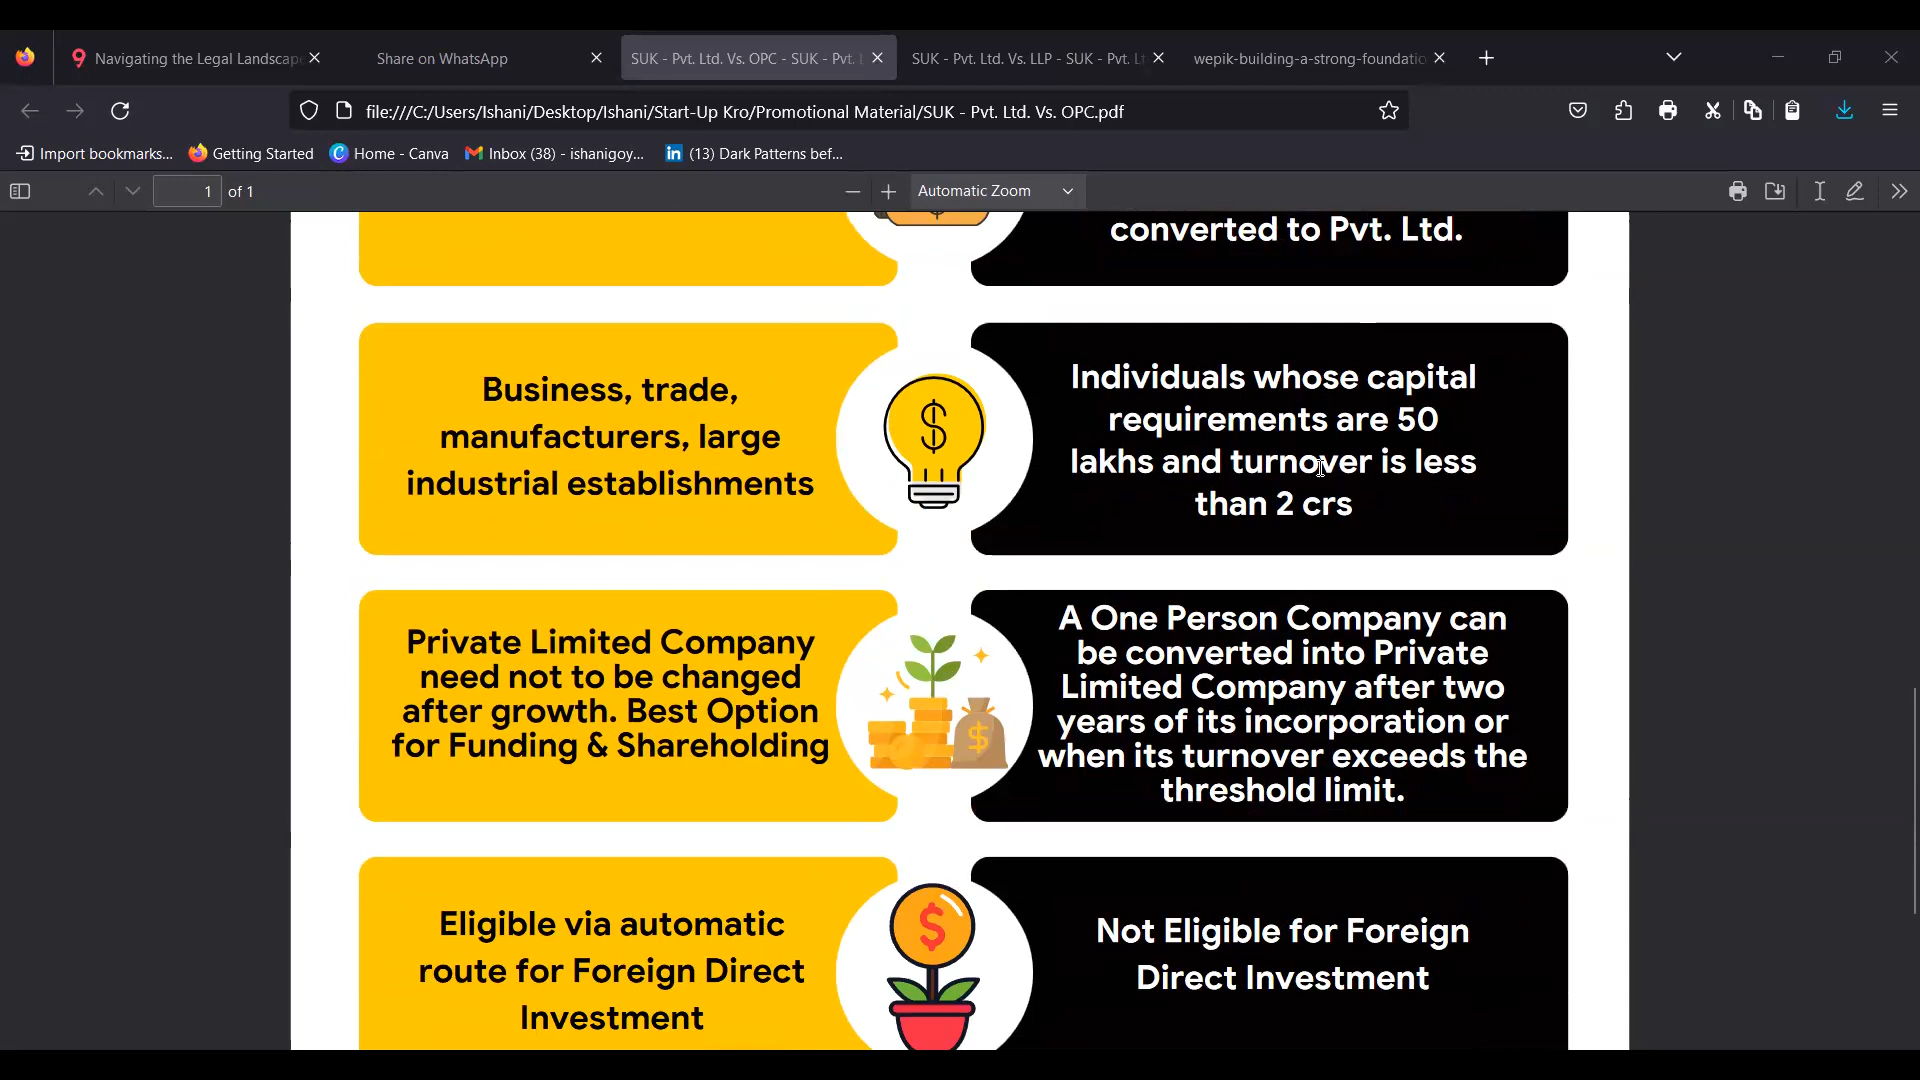 Navigating the Legal Landscape
Share on WhatsApp
SUK - Pvt. Ltd. Vs. OPC - SUK - Pvt.
SUK - Pvt. Ltd. Vs. LLP - SUK - Pvt. Lt
wepik-building-a-strong-foundatio
file:///C:/Users/Ishani/Desktop/Ishani/Start-Up Kro/Promotional Material/SUK - Pvt. Ltd. Vs. OPC.pdf
Import bookmarks...
Getting Started
Home - Canva
Inbox (38) - ishanigoy...
in (13) Dark Patterns bef...
1 of 1
Automatic Zoom
converted to Pvt. Ltd.
Business, trade,
manufacturers, large
industrial establishments
$
Individuals whose capital
requirements are 50
lakhs and turnover is less
than 2 crs
Private Limited Company
need not to be changed
after growth. Best Option
for Funding & Shareholding
$
A One Person Company can
be converted into Private
Limited Company after two
years of its incorporation or
when its turnover exceeds the
threshold limit.
Eligible via automatic
route for Foreign Direct
Investment
$
Not Eligible for Foreign
Direct Investment